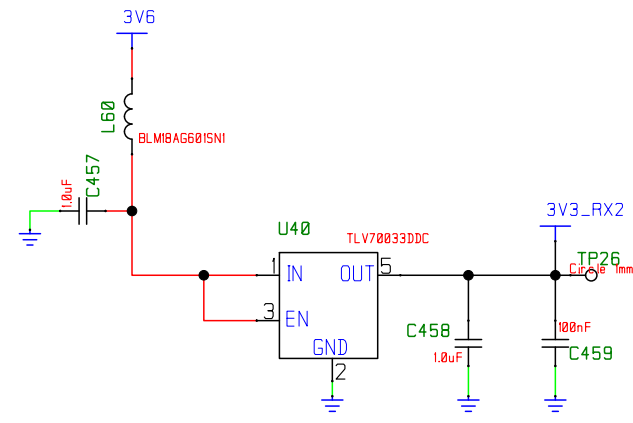 3V6
L60
BLM18AG601SN1
C457
1.0uF
U40
TLV70033DDC
3V3_RX2
1
IN
OUT
5
TP26
Circle 1mm
3
EN
GND
2
C458
1.0uF
100nF
C459